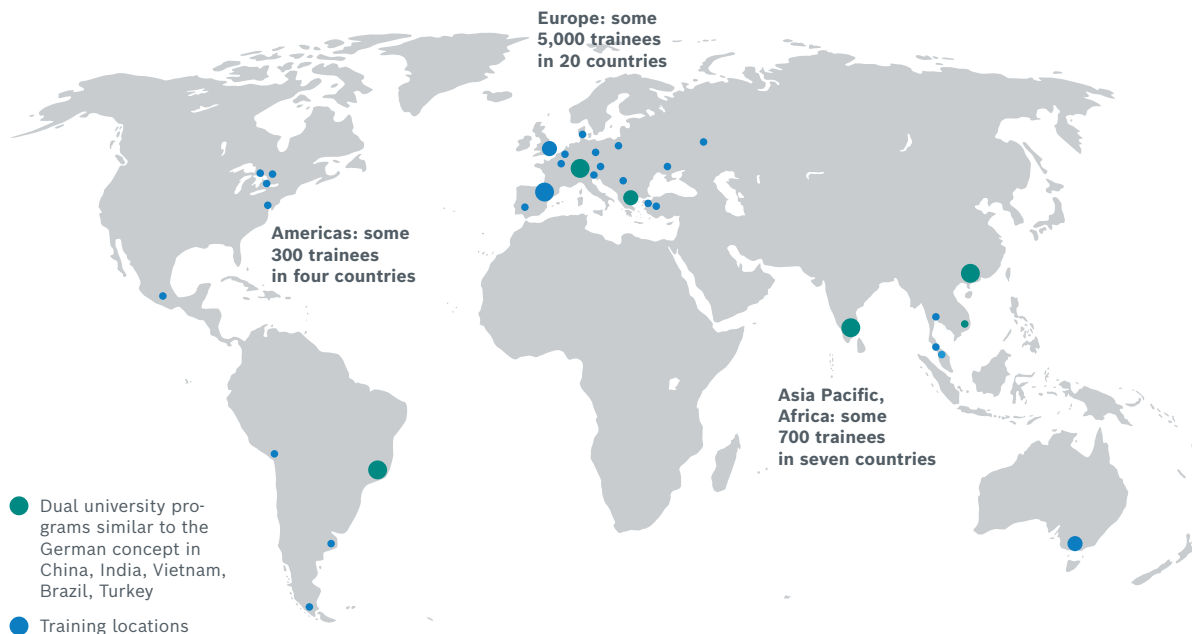 Europe: some
5,000 trainees
in 20 countries
Americas: some
300 trainees
in four countries
Asia Pacific,
Africa: some
700 trainees
in seven countries
Dual university pro-
grams similar to the
German concept in
China, India, Vietnam,
Brazil, Turkey
Training locations